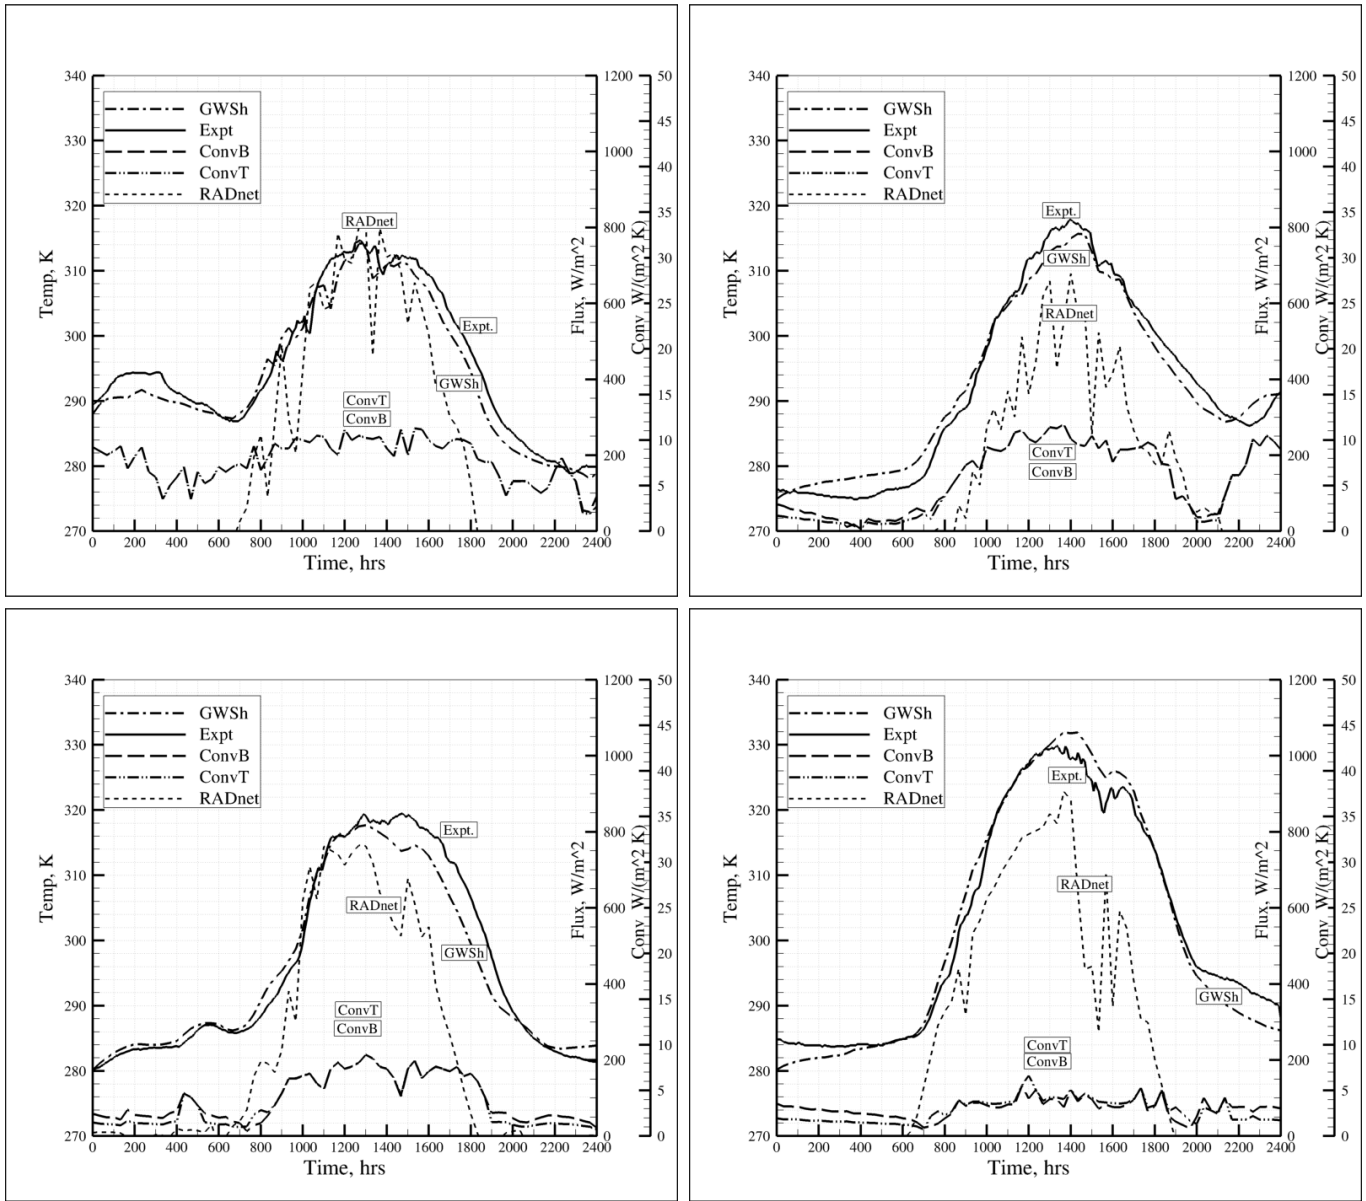 340
330
320
310
300
290
280
270
Temp, K
GWSh
Expt
ConvB
ConvT
RADnet
RADnet
Expt.
GWSh
ConvT
ConvB
0 200 400 600 800 1000 1200 1400 1600 1800 2000 2200 2400
Time, hrs
1200
1000
800
600
400
200
0
Flux, W/m^2
50
45
40
35
30
25
20
15
10
5
0
Conv W/(m^2 K)
340
330
320
310
300
290
280
270
Temp, K
GWSh
Expt
ConvB
ConvT
RADnet
Expt.
GWSh
RADnet
ConvT
ConvB
0 200 400 600 800 1000 1200 1400 1600 1800 2000 2200 2400
Time, hrs
1200
1000
800
600
400
200
0
Flux, W/m^2
50
45
40
35
30
25
20
15
10
5
0
Conv W/(m^2 K)
340
330
320
310
300
290
280
270
Temp, K
GWSh
Expt
ConvB
ConvT
RADnet
Expt.
RADnet
GWSh
ConvT
ConvB
0 200 400 600 800 1000 1200 1400 1600 1800 2000 2200 2400
Time, hrs
1200
1000
800
600
400
200
0
Flux, W/m^2
50
45
40
35
30
25
20
15
10
5
0
Conv W/(m^2 K)
340
330
320
310
300
290
280
270
Temp, K
GWSh
Expt
ConvB
ConvT
RADnet
Expt.
RADnet
GWSh
ConvT
ConvB
0 200 400 600 800 1000 1200 1400 1600 1800 2000 2200 2400
Time, hrs
1200
1000
800
600
400
200
0
Flux, W/m^2
50
45
40
35
30
25
20
15
10
5
0
Conv W/(m^2 K)